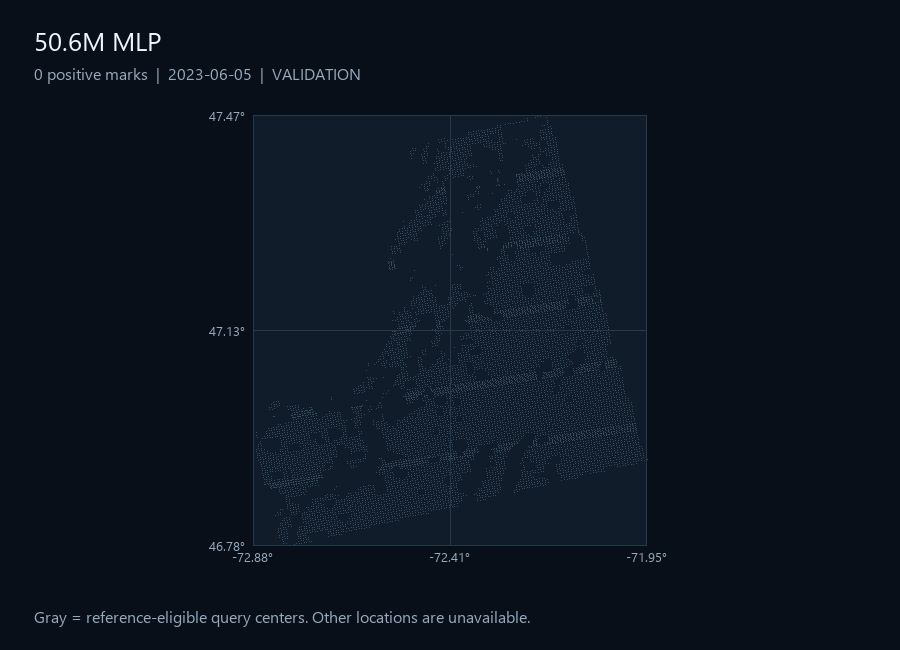 50.6M MLP
0 positive marks | 2023-06-05 | VALIDATION
47.47°
47.13°
46.78°
-72.88° -72.41° -71.95°
Gray = reference-eligible query centers. Other locations are unavailable.